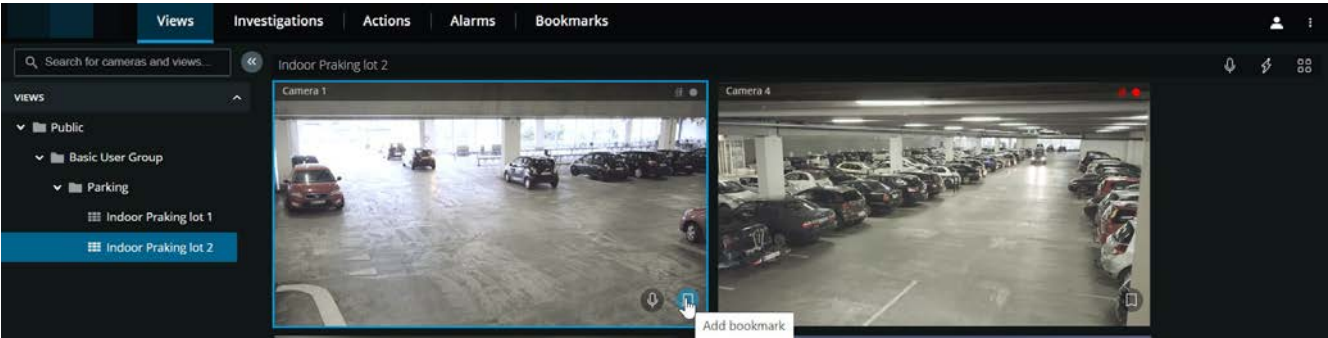 Views
Investigations
Actions
Alarms
Bookmarks
Search for cameras and views...
Indoor Praking lot 2
VIEWS
Public
Basic User Group
Parking
Indoor Praking lot 1
Indoor Praking lot 2
Camera 1
Camera 4
Add bookmark